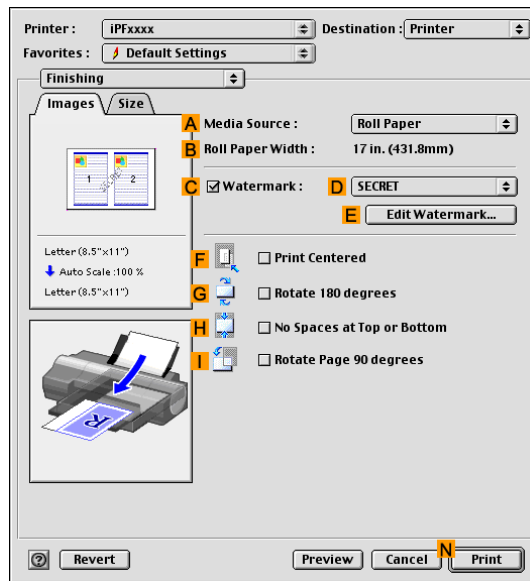 Printer : iPFxxxx Destination : Printer
Favorites : Default Settings
Finishing
Images Size
A Media Source : Roll Paper
B Roll Paper Width : 17 in. (431.8mm)
C Watermark : D SECRET
E Edit Watermark...
1 SECRET 2
Letter (8.5"x11")
Auto Scale :100 %
Letter (8.5"x11")
F Print Centered
G Rotate 180 degrees
H No Spaces at Top or Bottom
I Rotate Page 90 degrees
R
N
? Revert Preview Cancel Print